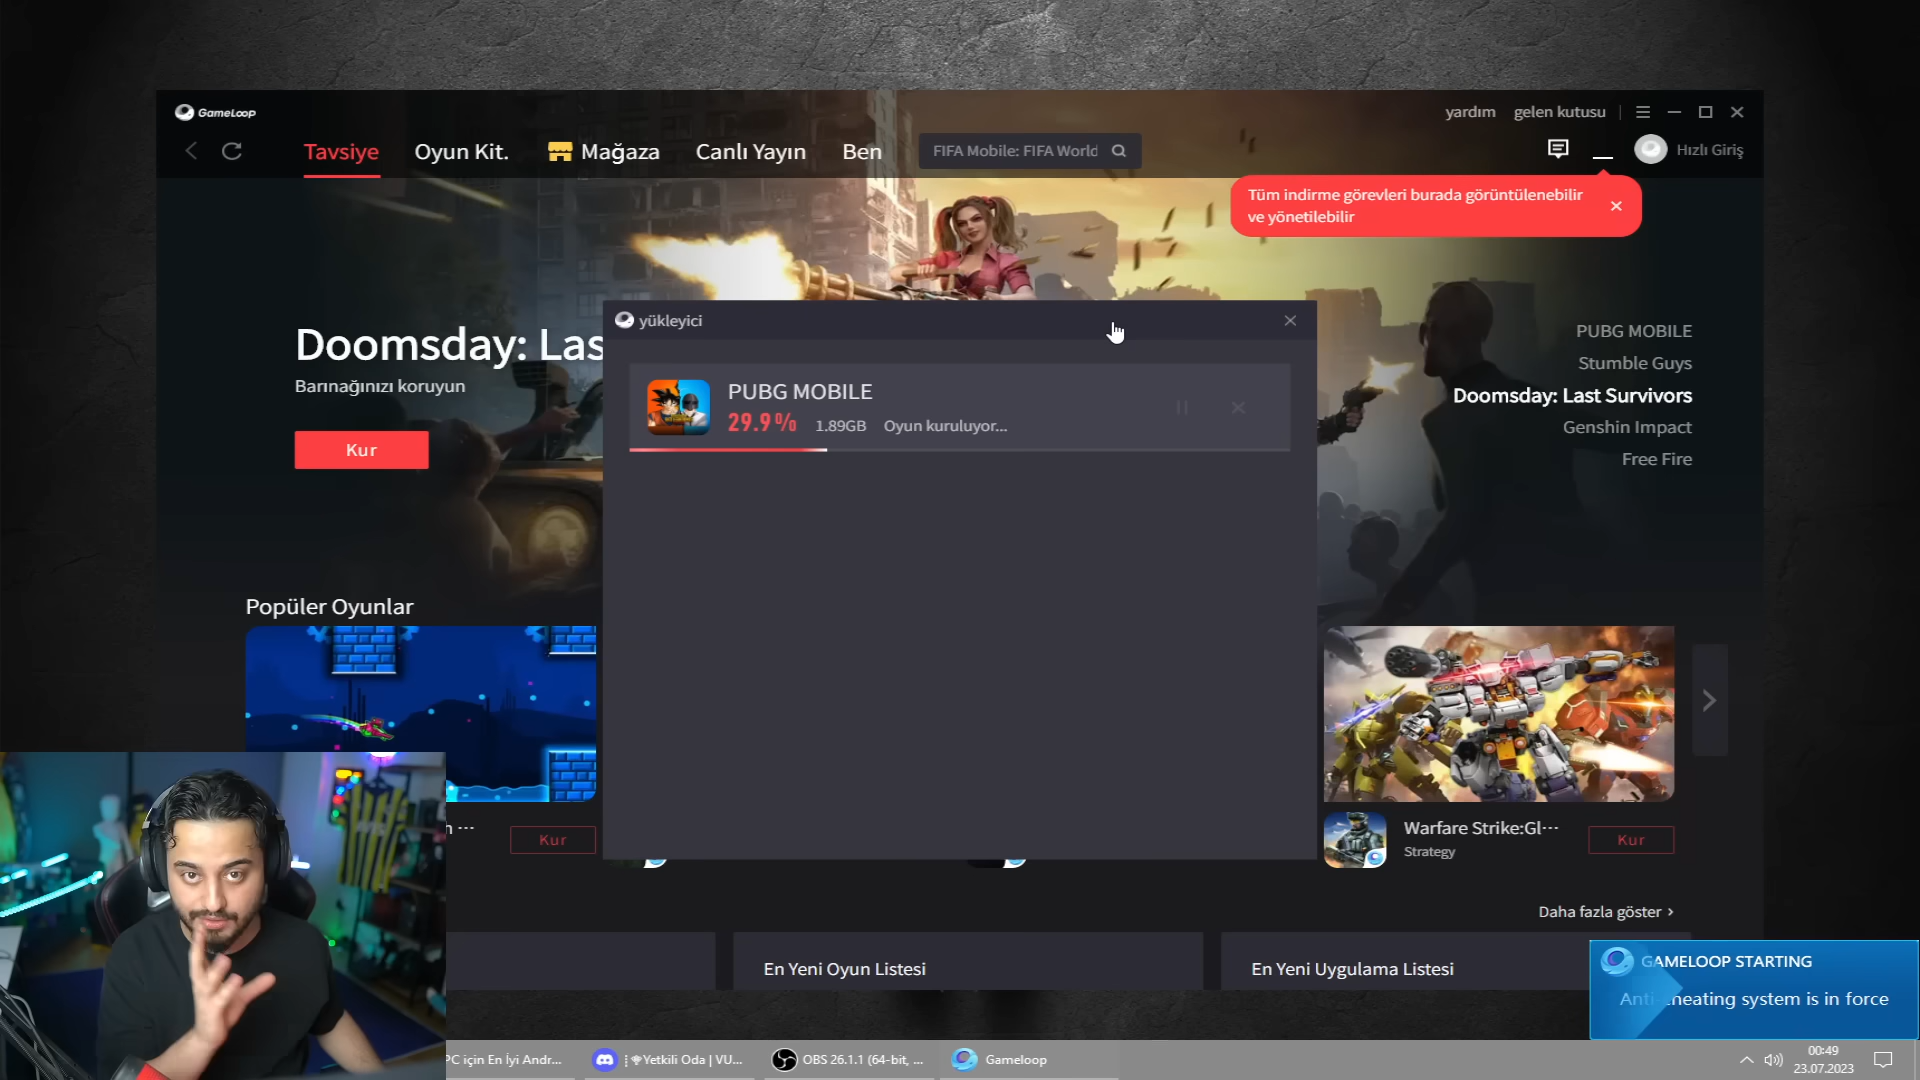 GameLoop
yardım
gelen kutusu
Tavsiye
Oyun Kit.
Mağaza
Canlı Yayın
Ben
FIFA Mobile: FIFA World
Hızlı Giriş
Tüm indirme görevleri burada görüntülenebilir
ve yönetilebilir
Doomsday: Las
Barınağınızı koruyun
Kur
yükleyici
PUBG MOBILE
29.9%
1.89GB
Oyun kuruluyor...
PUBG MOBILE
Stumble Guys
Doomsday: Last Survivors
Genshin Impact
Free Fire
Popüler Oyunlar
Kur
Warfare Strike:Gl...
Strategy
Kur
Daha fazla göster >
En Yeni Oyun Listesi
En Yeni Uygulama Listesi
GAMELOOP STARTING
Anti-cheating system is in force
PC için En İyi Andr...
Yetkili Oda | VU...
OBS 26.1.1 (64-bit, ...
Gameloop
00:49
23.07.2023